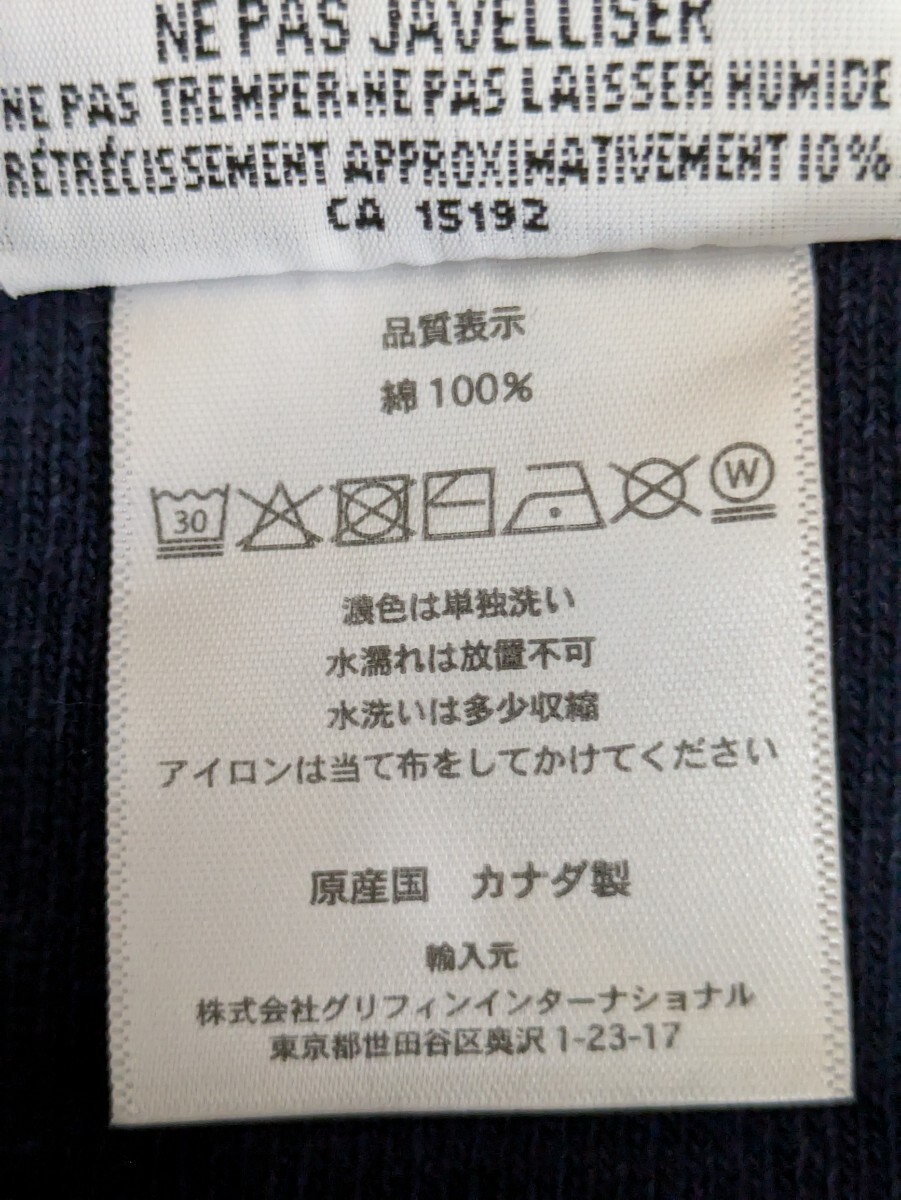 NE PAS JAVELLISER
NE PAS TREMPER•NE PAS LAISSER HUMIDE
RÉTRÉCISSEMENT APPROXIMATIVEMENT 10%
CA 15192
品質表示
綿 100%
30
W
濃色は単独洗い
水濡れは放置不可
水洗いは多少収縮
アイロンは当て布をしてかけてください
原産国　カナダ製
輸入元
株式会社グリフィンインターナショナル
東京都世田谷区奥沢 1-23-17